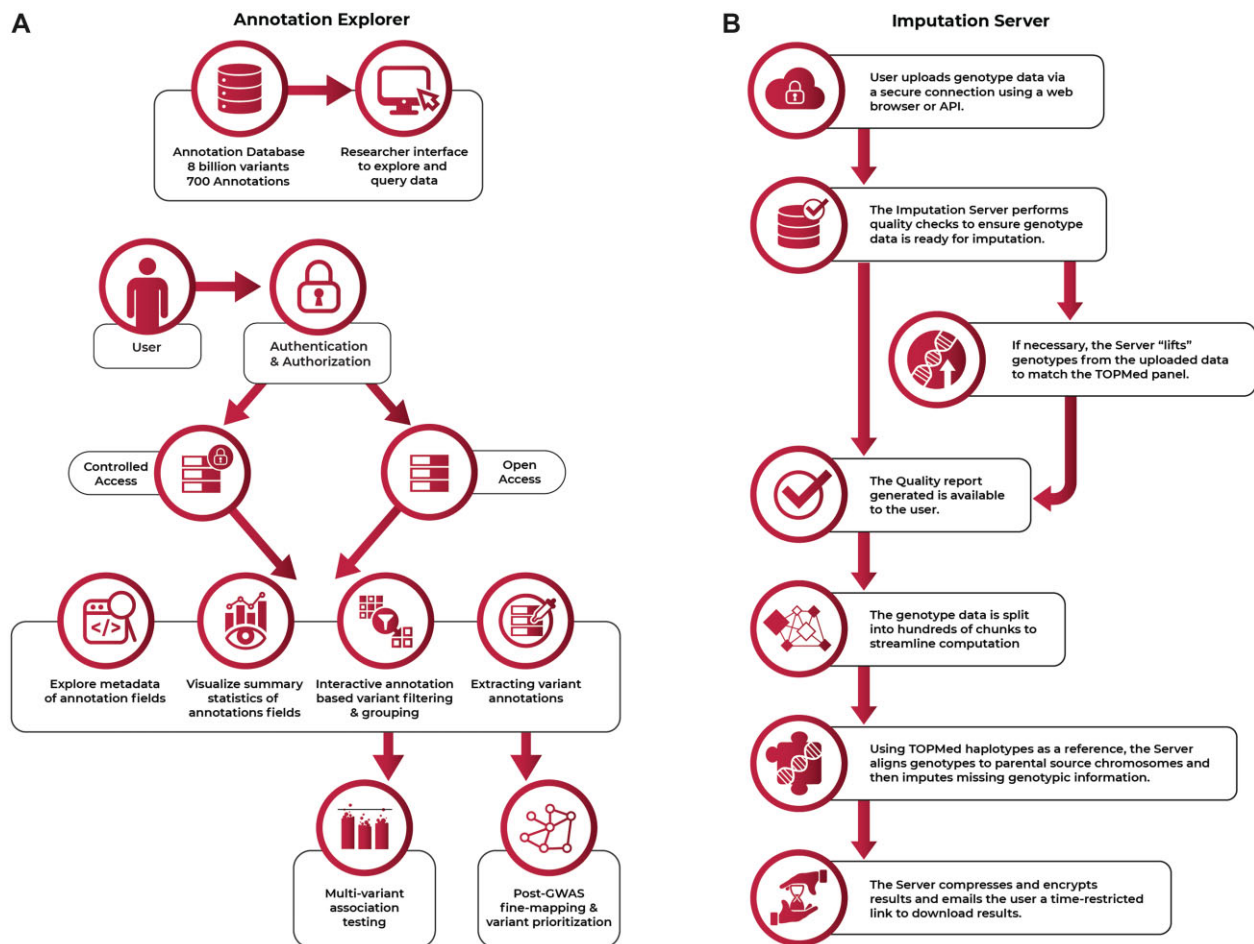 A
Annotation Explorer
Annotation Database
8 billion variants
700 Annotations
Researcher interface
to explore and
query data
User
Authentication
& Authorization
Controlled
Access
Open
Access
</>
Explore metadata
of annotation fields
Visualize summary
statistics of
annotations fields
Interactive annotation
based variant filtering
& grouping
Extracting variant
annotations
Multi-variant
association
testing
Post-GWAS
fine-mapping &
variant prioritization
B
Imputation Server
User uploads genotype data via
a secure connection using a web
browser or API.
The Imputation Server performs
quality checks to ensure genotype
data is ready for imputation.
If necessary, the Server “lifts”
genotypes from the uploaded data
to match the TOPMed panel.
The Quality report
generated is available
to the user.
The genotype data is split
into hundreds of chunks to
streamline computation
Using TOPMed haplotypes as a reference, the Server
aligns genotypes to parental source chromosomes and
then imputes missing genotypic information.
The Server compresses and encrypts
results and emails the user a time-restricted
link to download results.